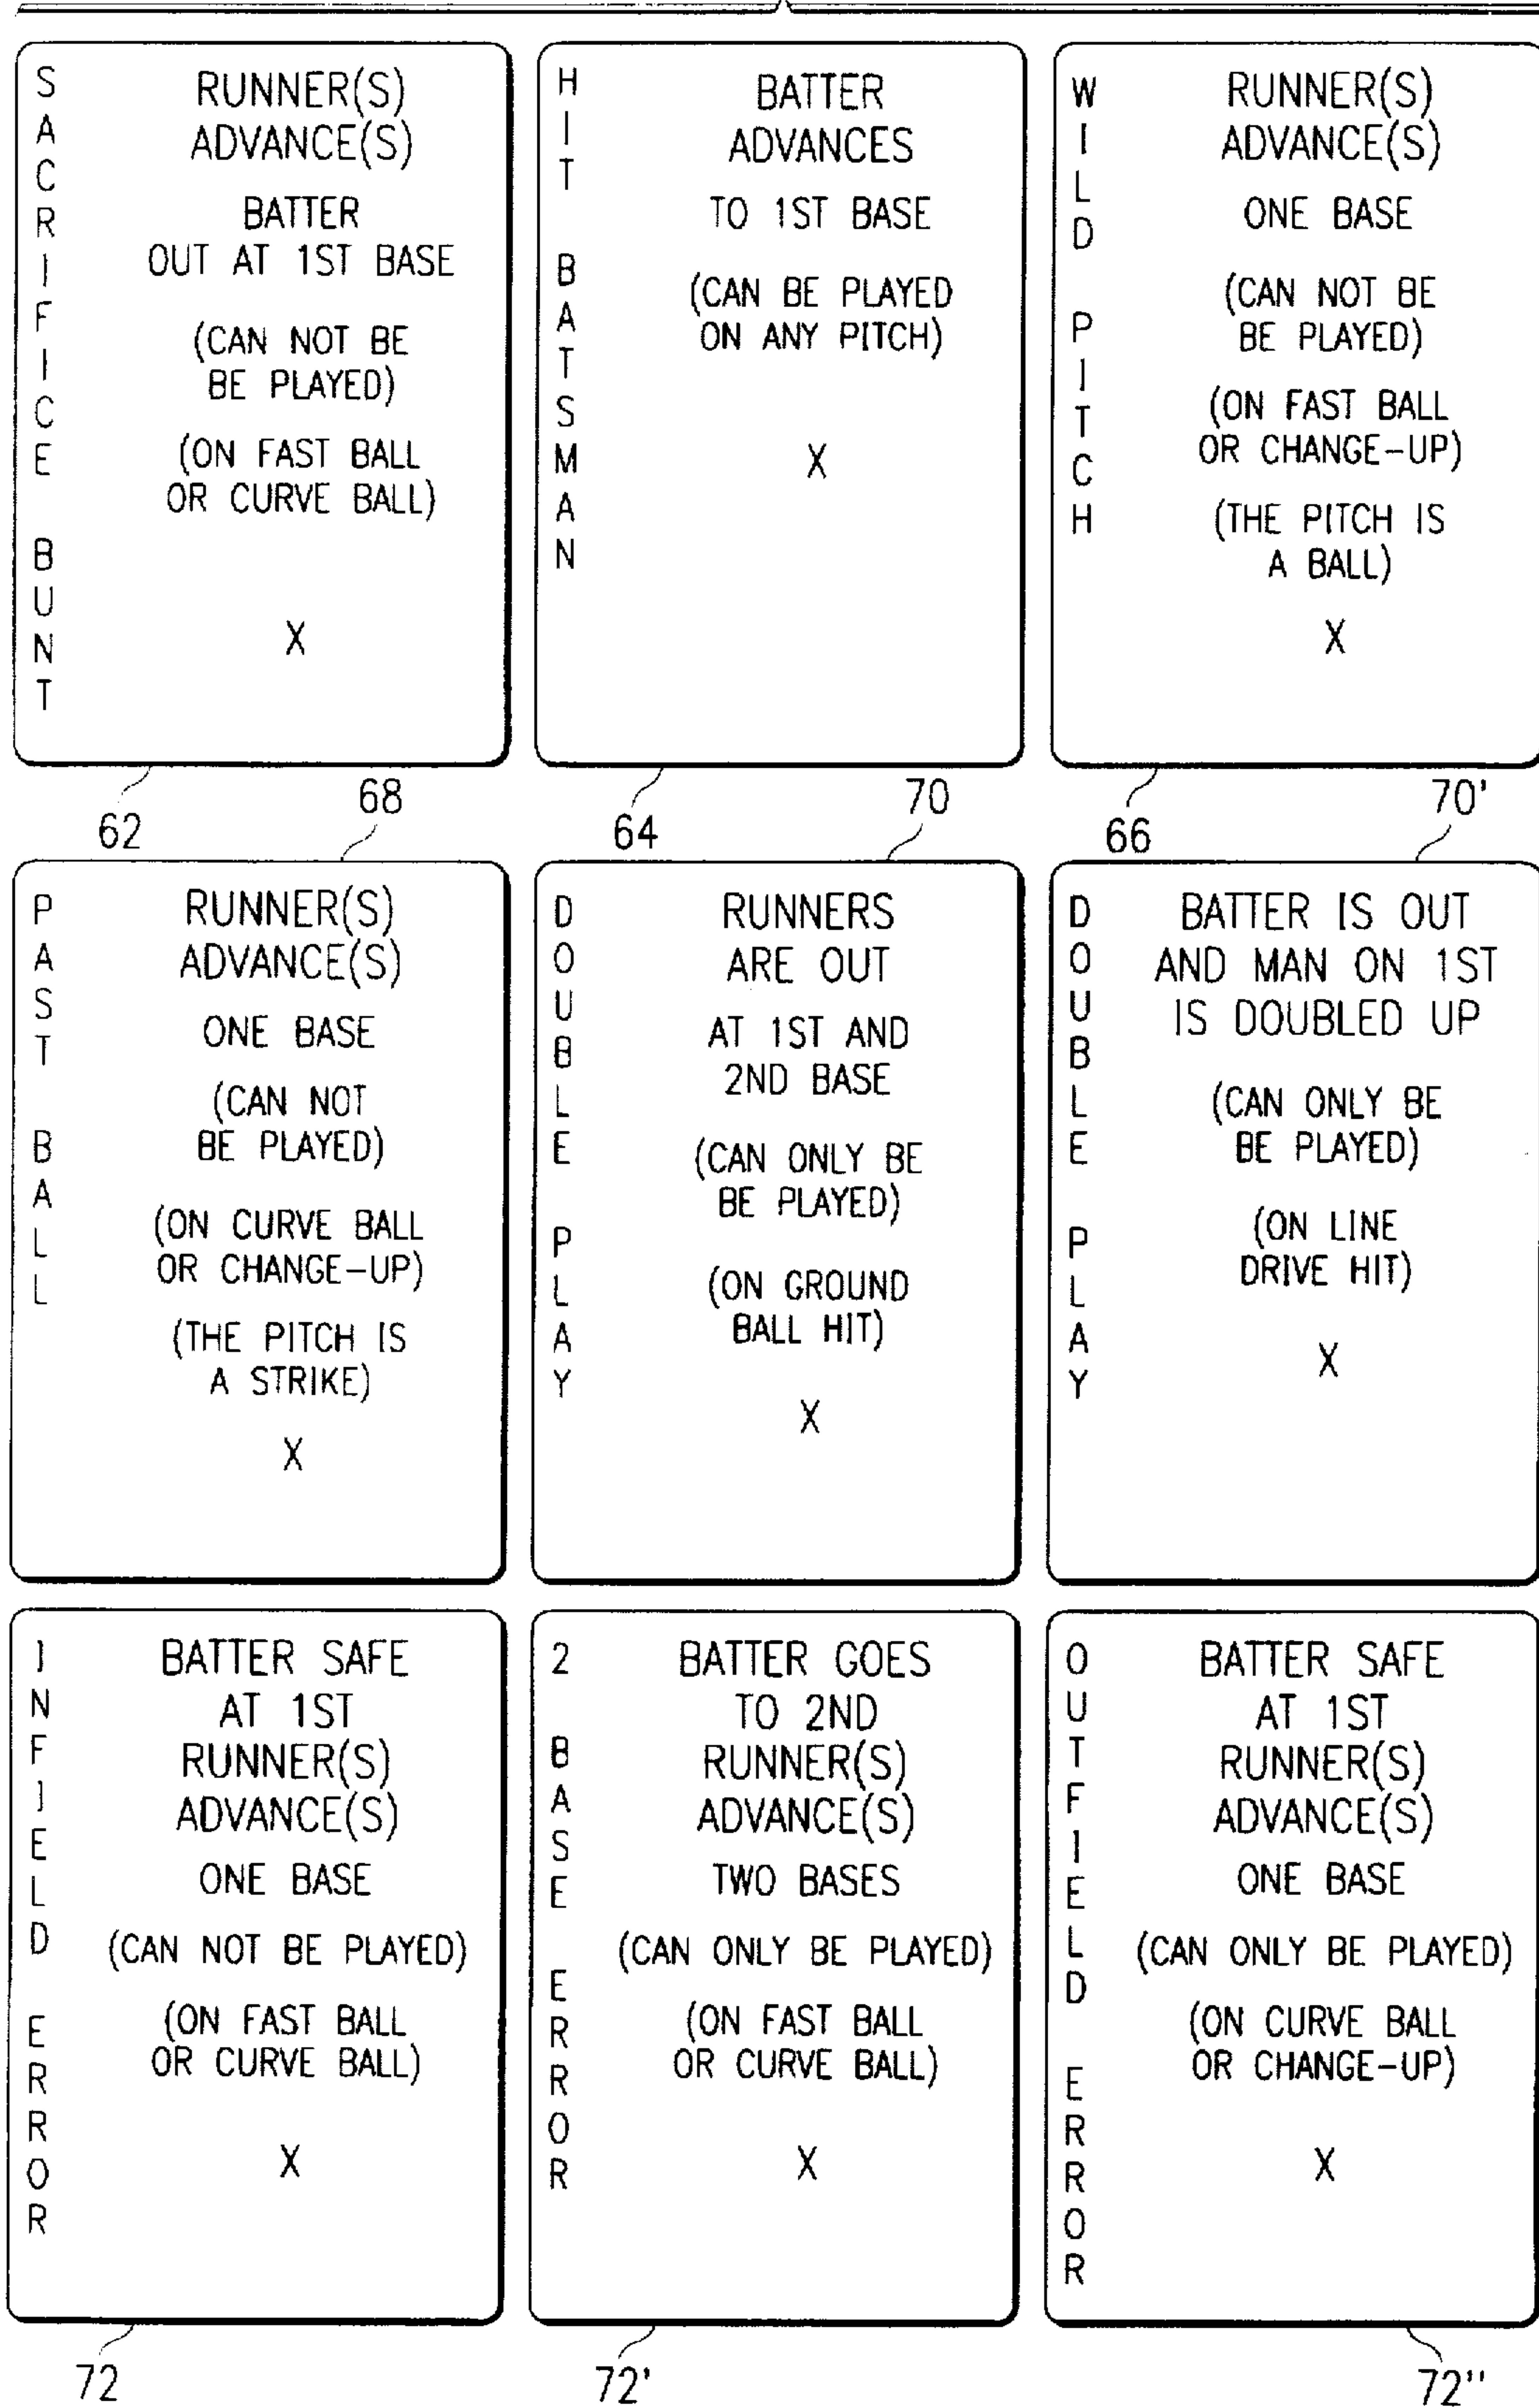 SACRIFICE BUNT
RUNNER(S)
ADVANCE(S)
BATTER
OUT AT 1ST BASE
(CAN NOT BE
BE PLAYED)
(ON FAST BALL
OR CURVE BALL)
X
HIT BATSMAN
BATTER
ADVANCES
TO 1ST BASE
(CAN BE PLAYED
ON ANY PITCH)
X
WILD PITCH
RUNNER(S)
ADVANCE(S)
ONE BASE
(CAN NOT BE
BE PLAYED)
(ON FAST BALL
OR CHANGE-UP)
(THE PITCH IS
A BALL)
X
62
68
64
70
66
70'
PAST BALL
RUNNER(S)
ADVANCE(S)
ONE BASE
(CAN NOT
BE PLAYED)
(ON CURVE BALL
OR CHANGE-UP)
(THE PITCH IS
A STRIKE)
X
DOUBLE PLAY
RUNNERS
ARE OUT
AT 1ST AND
2ND BASE
(CAN ONLY BE
BE PLAYED)
(ON GROUND
BALL HIT)
X
DOUBLE PLAY
BATTER IS OUT
AND MAN ON 1ST
IS DOUBLED UP
(CAN ONLY BE
BE PLAYED)
(ON LINE
DRIVE HIT)
X
INFIELD ERROR
BATTER SAFE
AT 1ST
RUNNER(S)
ADVANCE(S)
ONE BASE
(CAN NOT BE PLAYED)
(ON FAST BALL
OR CURVE BALL)
X
2 BASE ERROR
BATTER GOES
TO 2ND
RUNNER(S)
ADVANCE(S)
TWO BASES
(CAN ONLY BE PLAYED)
(ON FAST BALL
OR CURVE BALL)
X
OUTFIELD ERROR
BATTER SAFE
AT 1ST
RUNNER(S)
ADVANCE(S)
ONE BASE
(CAN ONLY BE PLAYED)
(ON CURVE BALL
OR CHANGE-UP)
X
72
72'
72"